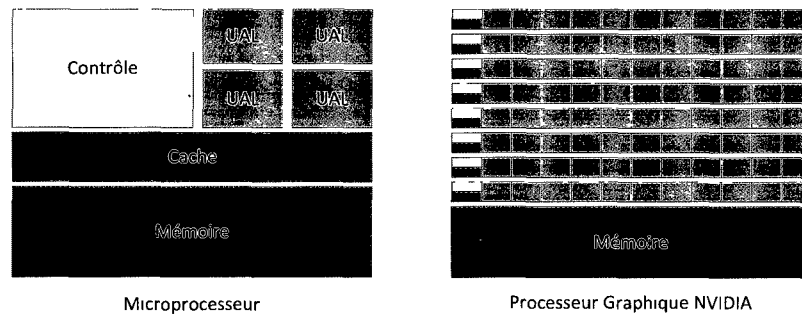 UAL UAL
Contrôle
UAL UAL
Cache
Mémoire
Mémoire
Microprocesseur
Processeur Graphique NVIDIA